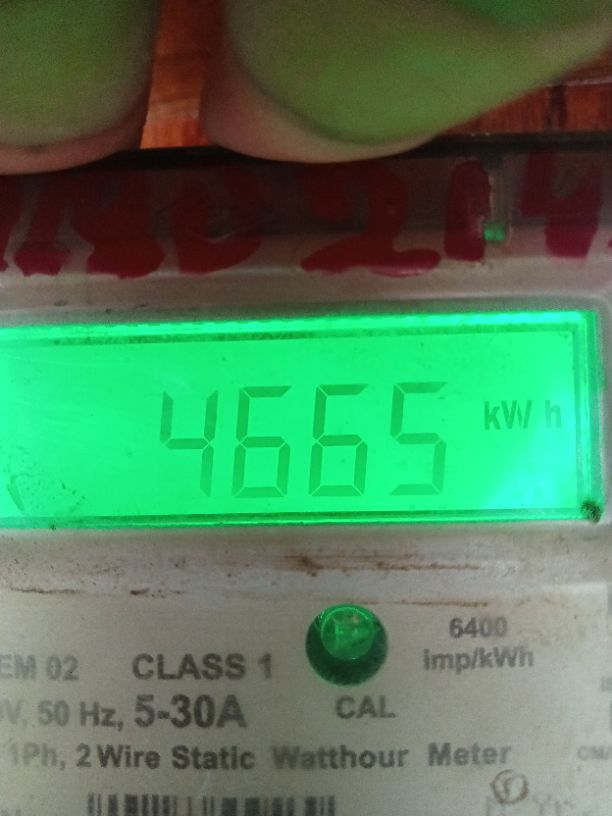 4665 kW h
EM 02 CLASS 1
6400
imp/kWh
V, 50 Hz, 5-30A
CAL
1Ph, 2 Wire Static Watthour Meter